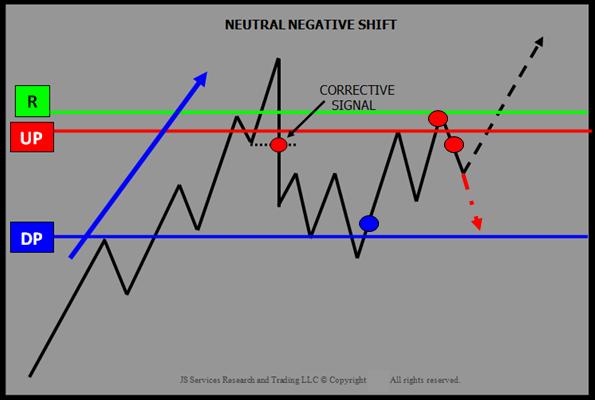 NEUTRAL NEGATIVE SHIFT
CORRECTIVE
SIGNAL
R
UP
DP
JS Services Research and Trading LLC © Copyright All rights reserved.